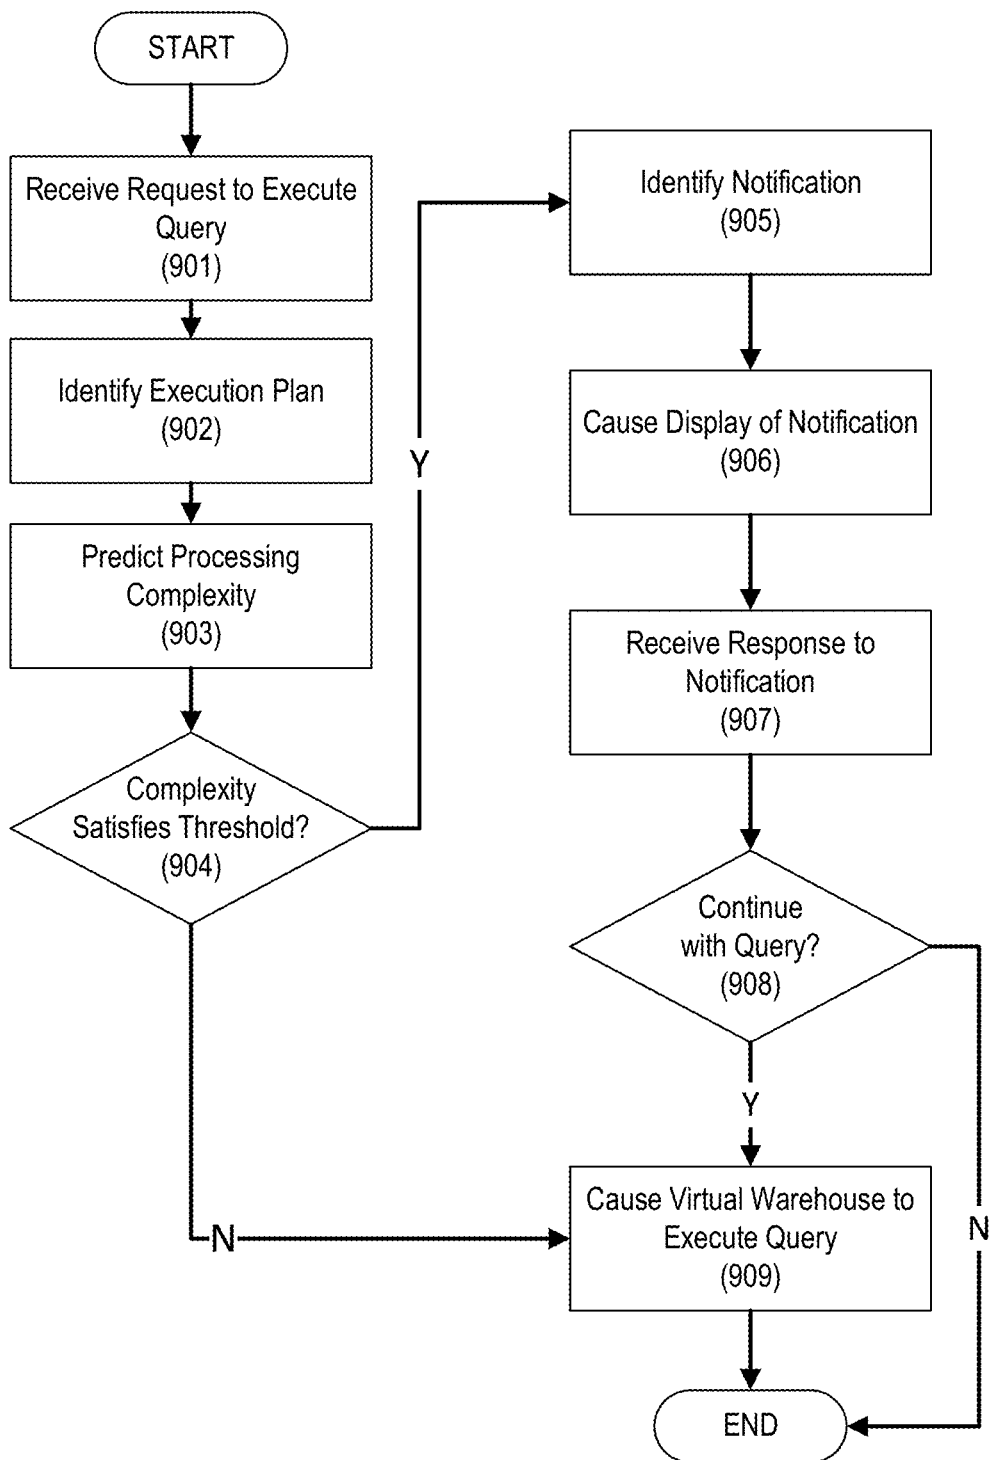 START
Receive Request to Execute
Query
(901)
Identify Execution Plan
(902)
Predict Processing
Complexity
(903)
Complexity
Satisfies Threshold?
(904)
Y
N
Identify Notification
(905)
Cause Display of Notification
(906)
Receive Response to
Notification
(907)
Continue
with Query?
(908)
Y
N
Cause Virtual Warehouse to
Execute Query
(909)
END